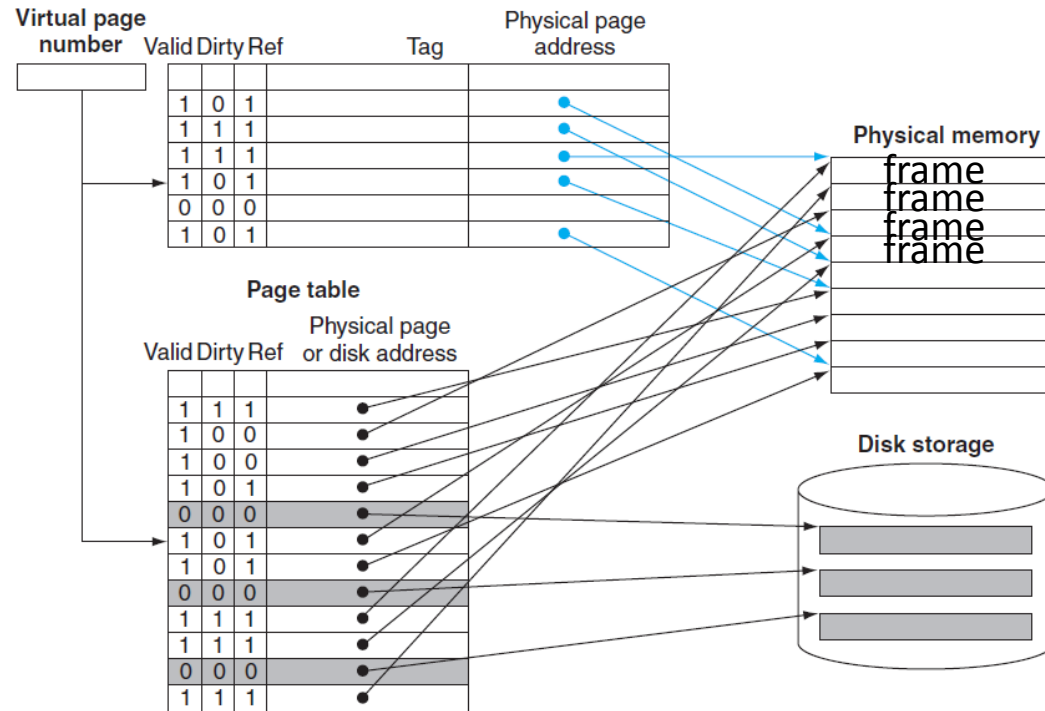 Virtual page
number
Valid Dirty Ref
Tag
Physical page
address
1 0 1
1 1 1
1 1 1
1 0 1
0 0 0
1 0 1
Physical memory
frame
frame
frame
frame
Page table
Valid Dirty Ref
Physical page
or disk address
1 1 1
1 0 0
1 0 0
1 0 1
0 0 0
1 0 1
1 0 1
0 0 0
1 1 1
1 1 1
0 0 0
1 1 1
Disk storage